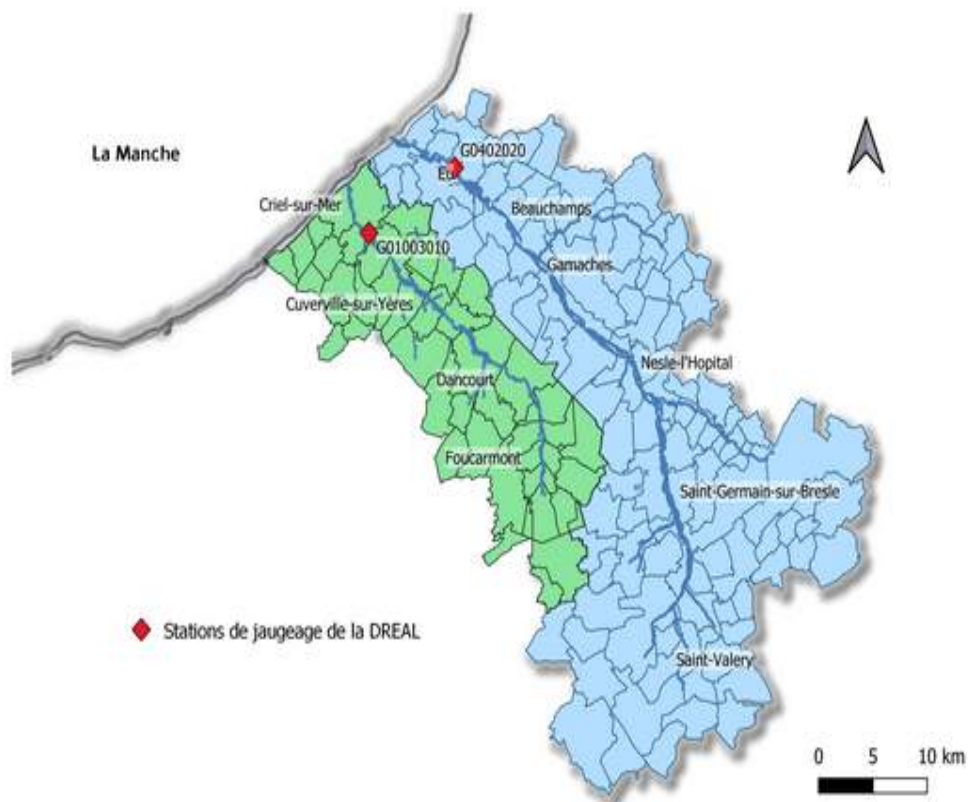 La Manche
G0402020
Eu
Criel-sur-Mer
Beauchamps
G01003010
Gamaches
Cuverville-sur-Yères
Nesle-l'Hopital
Dancourt
Foucarmont
Saint-Germain-sur-Bresle
Stations de jaugeage de la DREAL
Saint-Valery
0 5 10 km